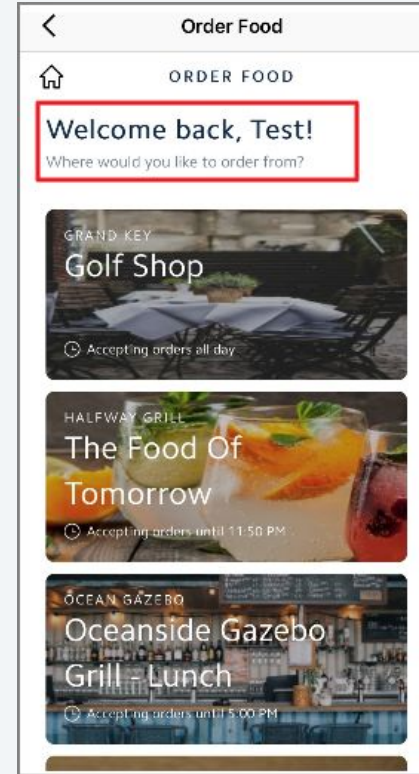 Order Food
ORDER FOOD
Welcome back, Test!
Where would you like to order from?
GRAND KEY
Golf Shop
Accepting orders all day
HALFWAY GRILL
The Food Of
Tomorrow
Accepting orders until 11:50 PM
OCEAN GAZEBO
Oceanside Gazebo
Grill - Lunch
Accepting orders until 5:00 PM